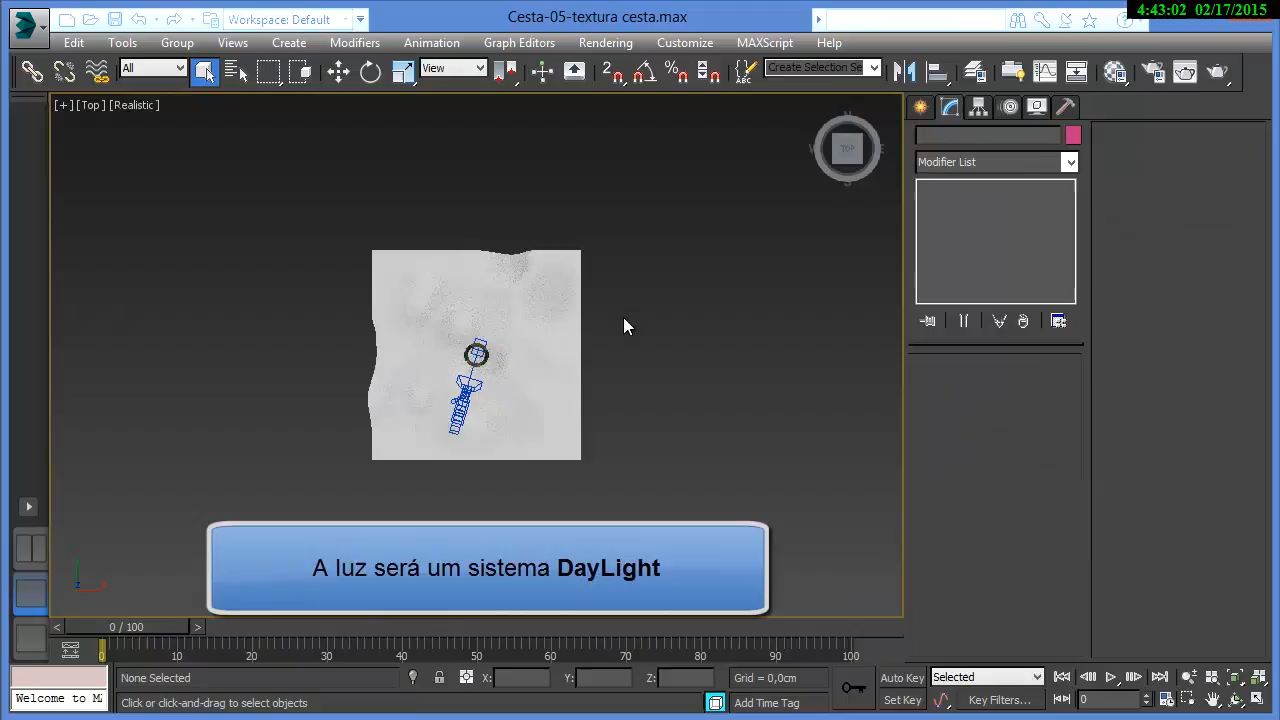 Workspace: Default
Cesta-05-textura cesta.max
4:43:02 02/17/2015
Edit Tools Group Views Create Modifiers Animation Graph Editors Rendering Customize MAXScript Help
All
View
Create Selection Se
[+] [Top] [Realistic]
TOP
Modifier List
A luz será um sistema DayLight
0 / 100
0 10 20 30 40 50 60 70 80 90 100
None Selected
X:
Y:
Z:
Grid = 0,0cm
Auto Key
Selected
Welcome to M
Click or click-and-drag to select objects
Add Time Tag
Set Key
Key Filters...
0